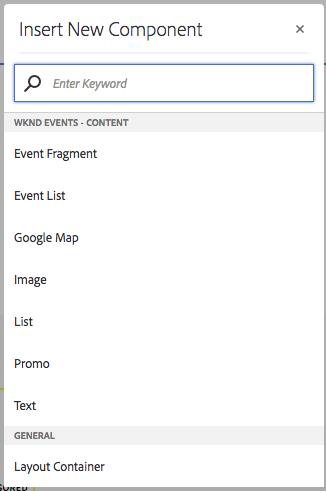 Insert New Component ×
Enter Keyword
WKND EVENTS - CONTENT
Event Fragment
Event List
Google Map
Image
List
Promo
Text
GENERAL
Layout Container